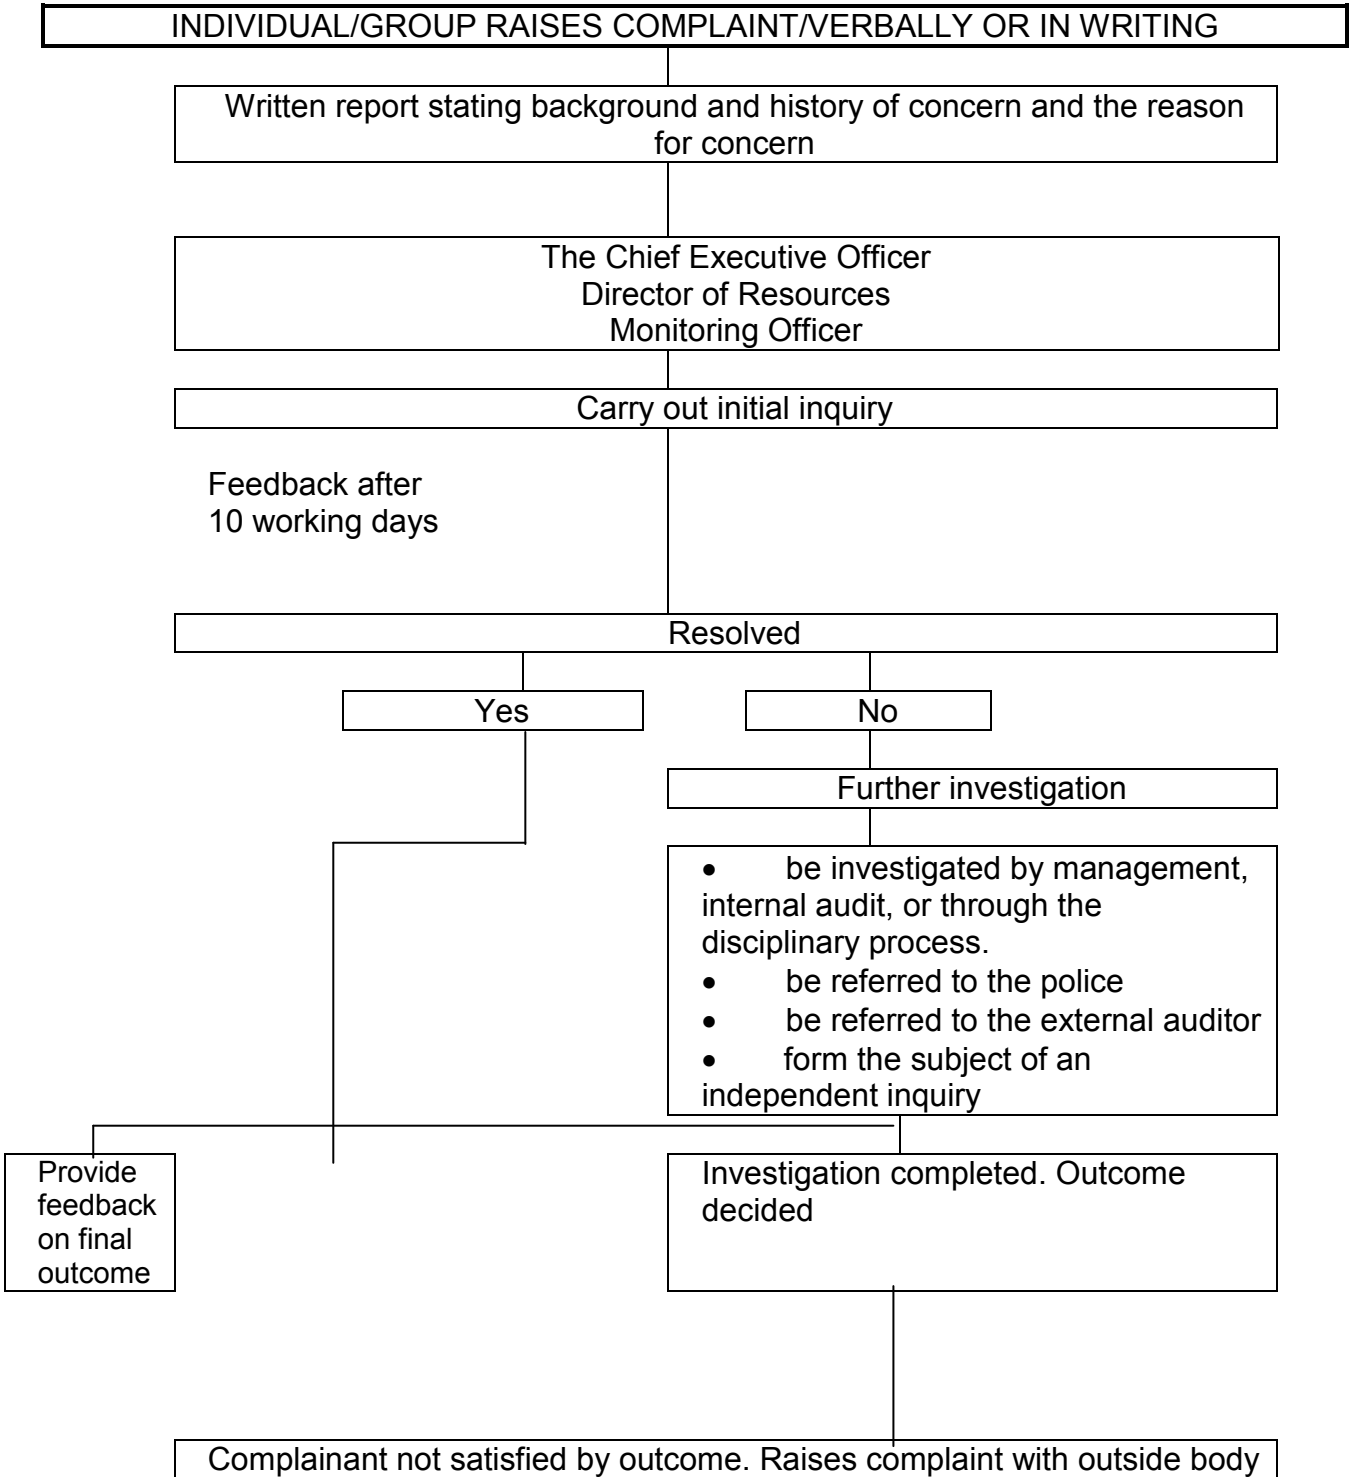 INDIVIDUAL/GROUP RAISES COMPLAINT/VERBALLY OR IN WRITING
Written report stating background and history of concern and the reason
for concern
The Chief Executive Officer
Director of Resources
Monitoring Officer
Carry out initial inquiry
Feedback after
10 working days
Resolved
Yes
No
Further investigation
• be investigated by management,
internal audit, or through the
disciplinary process.
• be referred to the police
• be referred to the external auditor
• form the subject of an
independent inquiry
Provide
feedback
on final
outcome
Investigation completed. Outcome
decided
Complainant not satisfied by outcome. Raises complaint with outside body